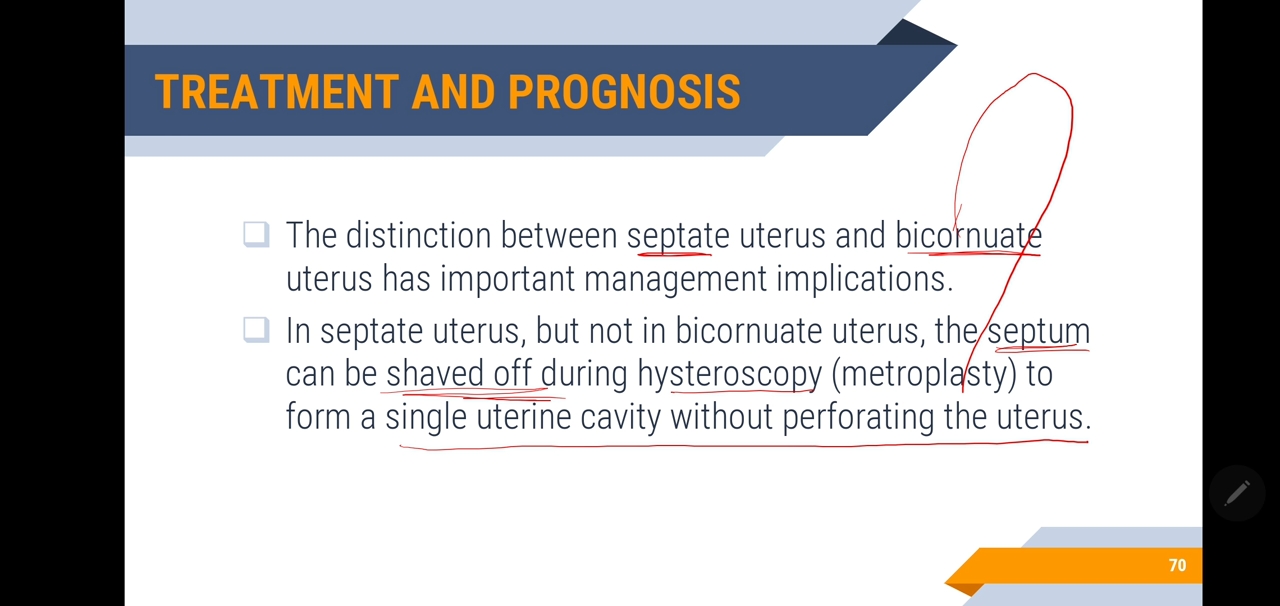 TREATMENT AND PROGNOSIS
❑ The distinction between septate uterus and bicornuate
uterus has important management implications.
❑ In septate uterus, but not in bicornuate uterus, the septum
can be shaved off during hysteroscopy (metroplasty) to
form a single uterine cavity without perforating the uterus.
70